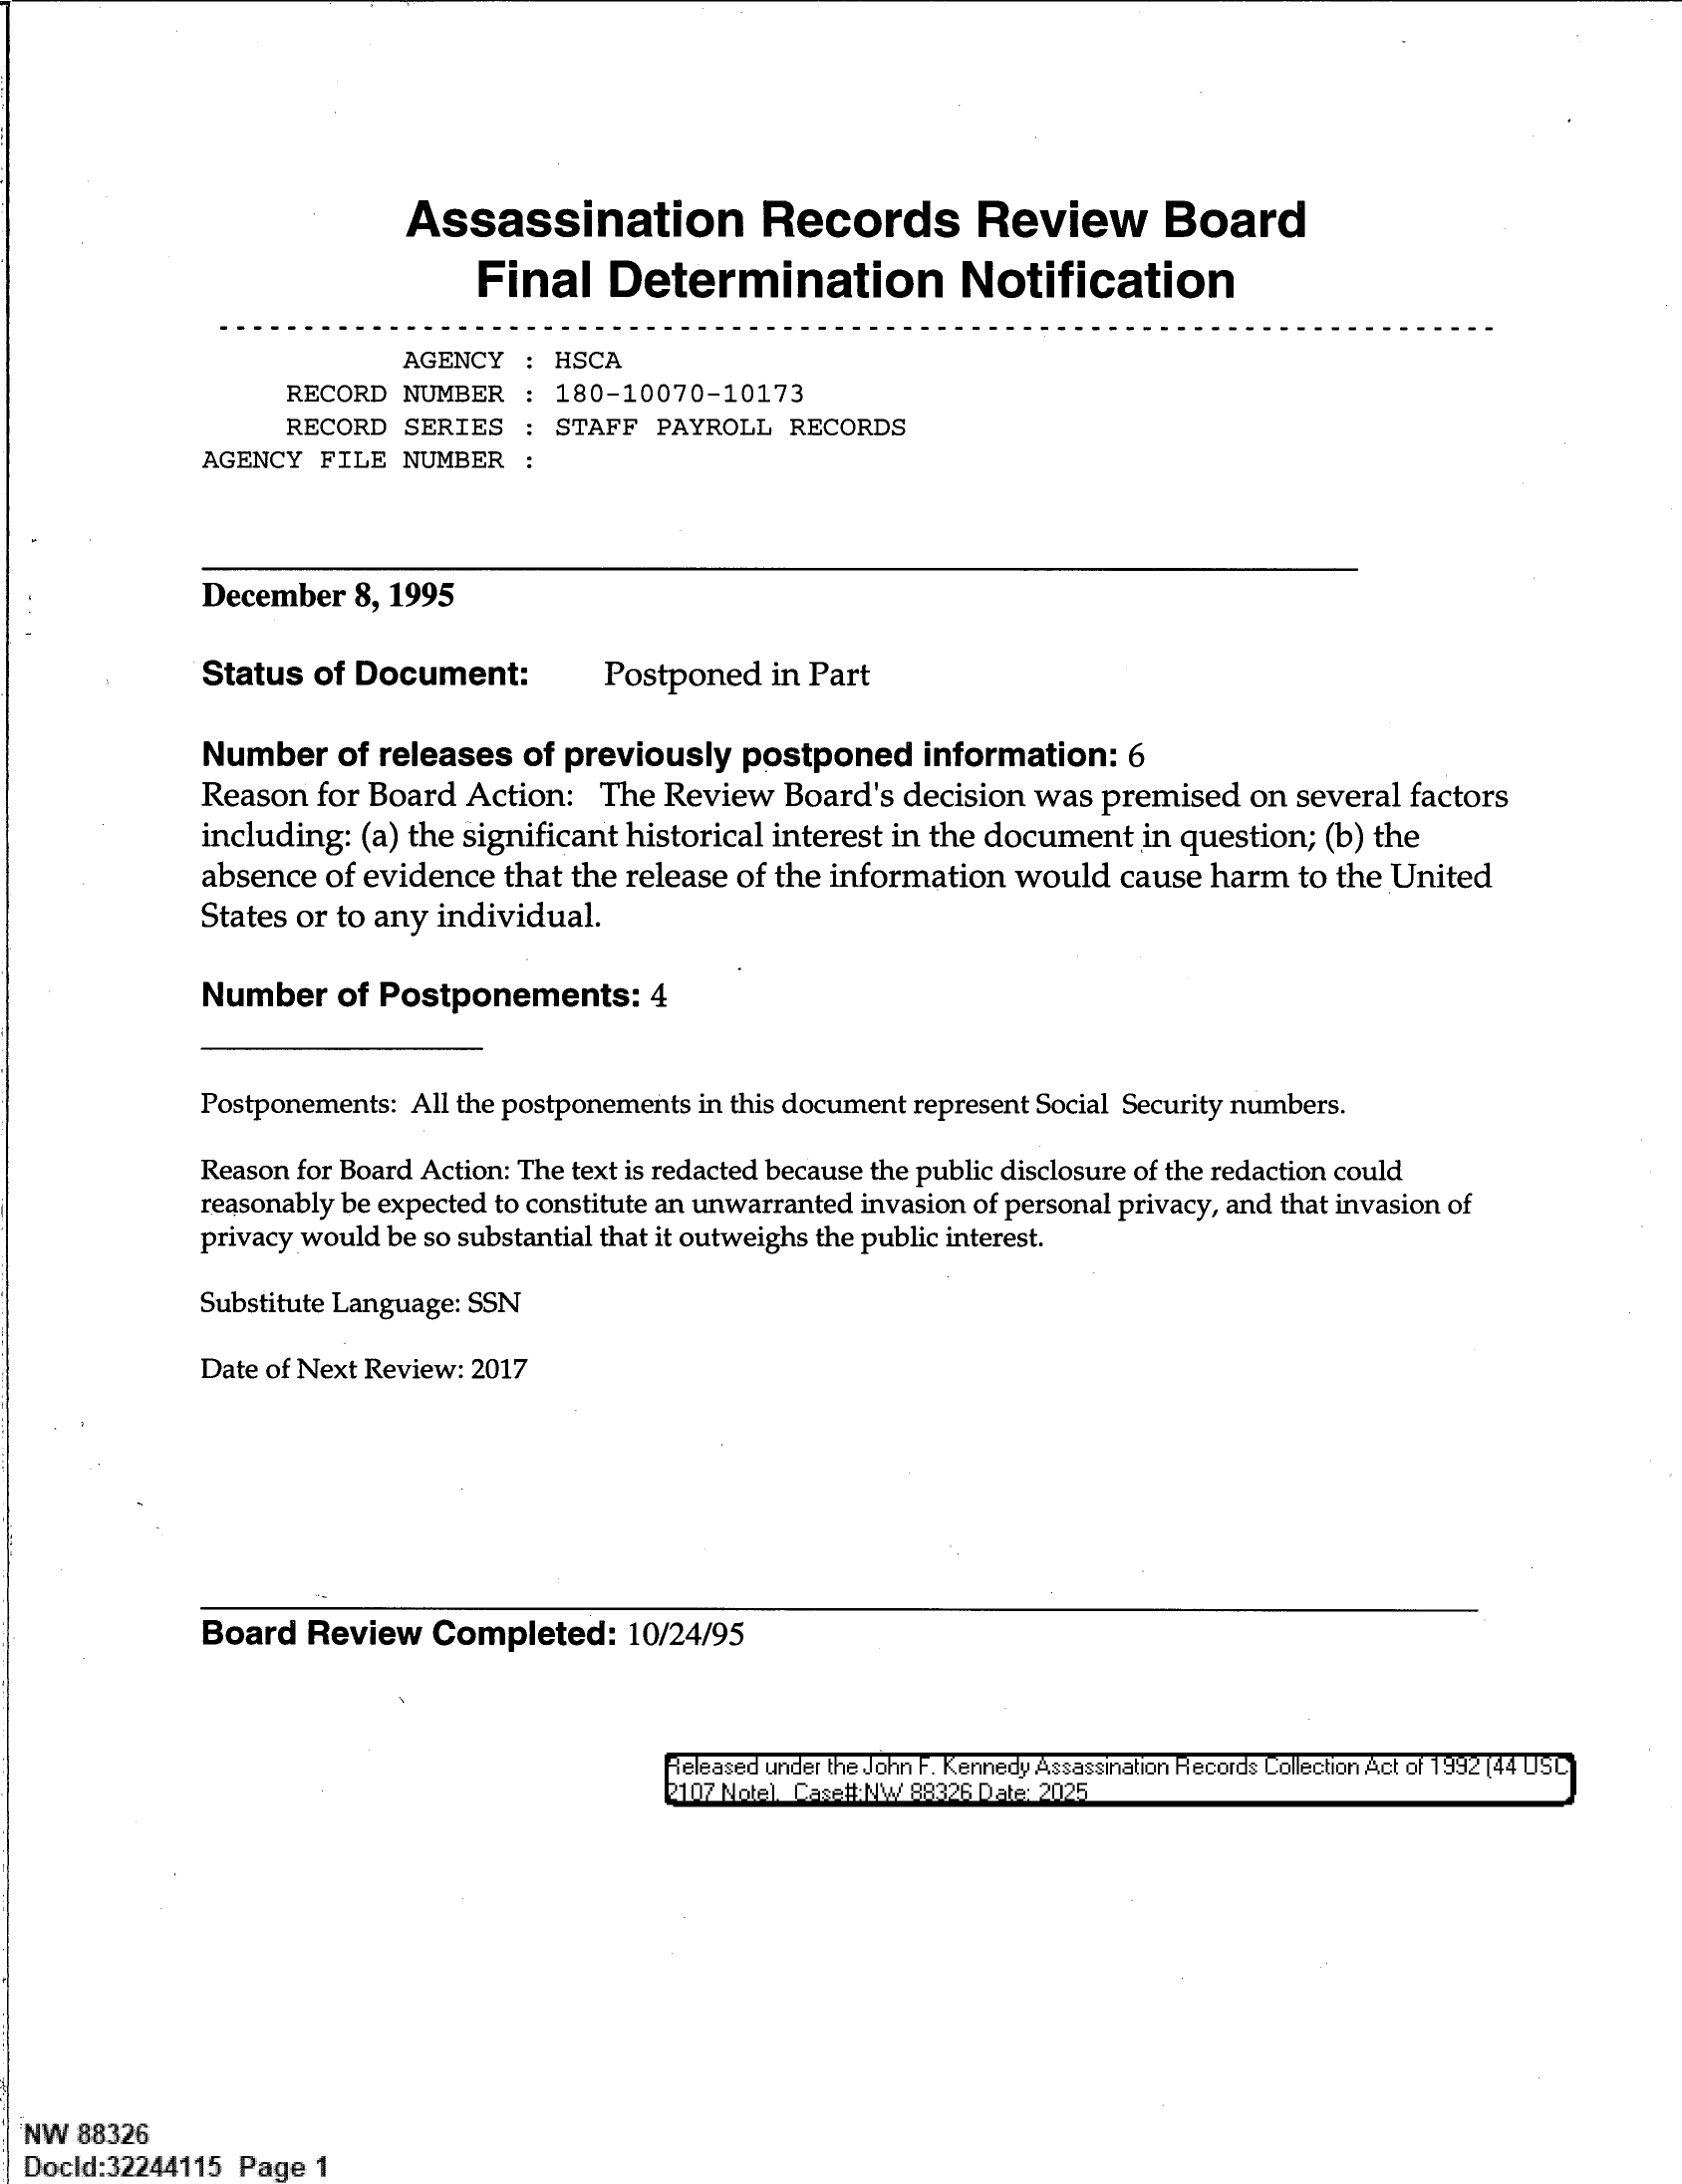 Assassination Records Review Board
Final Determination Notification
AGENCY : HSCA
RECORD NUMBER : 180-10070-10173
RECORD SERIES : STAFF PAYROLL RECORDS
AGENCY FILE NUMBER :
December 8, 1995
Status of Document: Postponed in Part
Number of releases of previously postponed information: 6
Reason for Board Action: The Review Board's decision was premised on several factors
including: (a) the significant historical interest in the document in question; (b) the
absence of evidence that the release of the information would cause harm to the United
States or to any individual.
Number of Postponements: 4
Postponements: All the postponements in this document represent Social Security numbers.
Reason for Board Action: The text is redacted because the public disclosure of the redaction could
reasonably be expected to constitute an unwarranted invasion of personal privacy, and that invasion of
privacy would be so substantial that it outweighs the public interest.
Substitute Language: SSN
Date of Next Review: 2017
Board Review Completed: 10/24/95
Released under the John F. Kennedy Assassination Records Collection Act of 1992 (44 USC
2107 Note). Case#:NW 88326 Date: 2025
NW 88326
DocId:32244115 Page 1